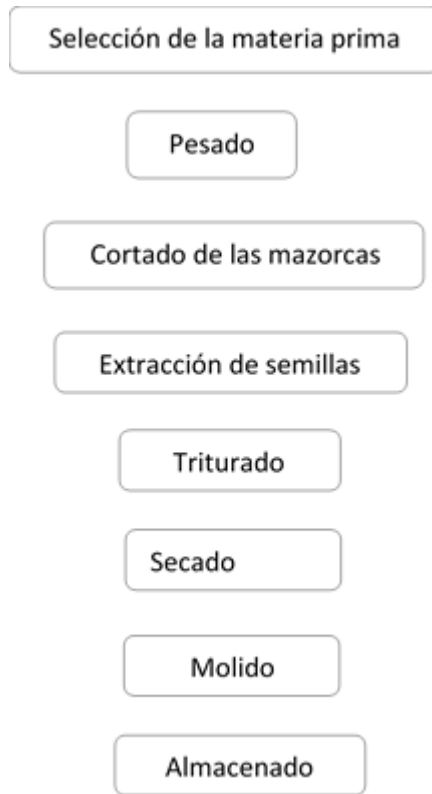 Selección de la materia prima
Pesado
Cortado de las mazorcas
Extracción de semillas
Triturado
Secado
Molido
Almacenado